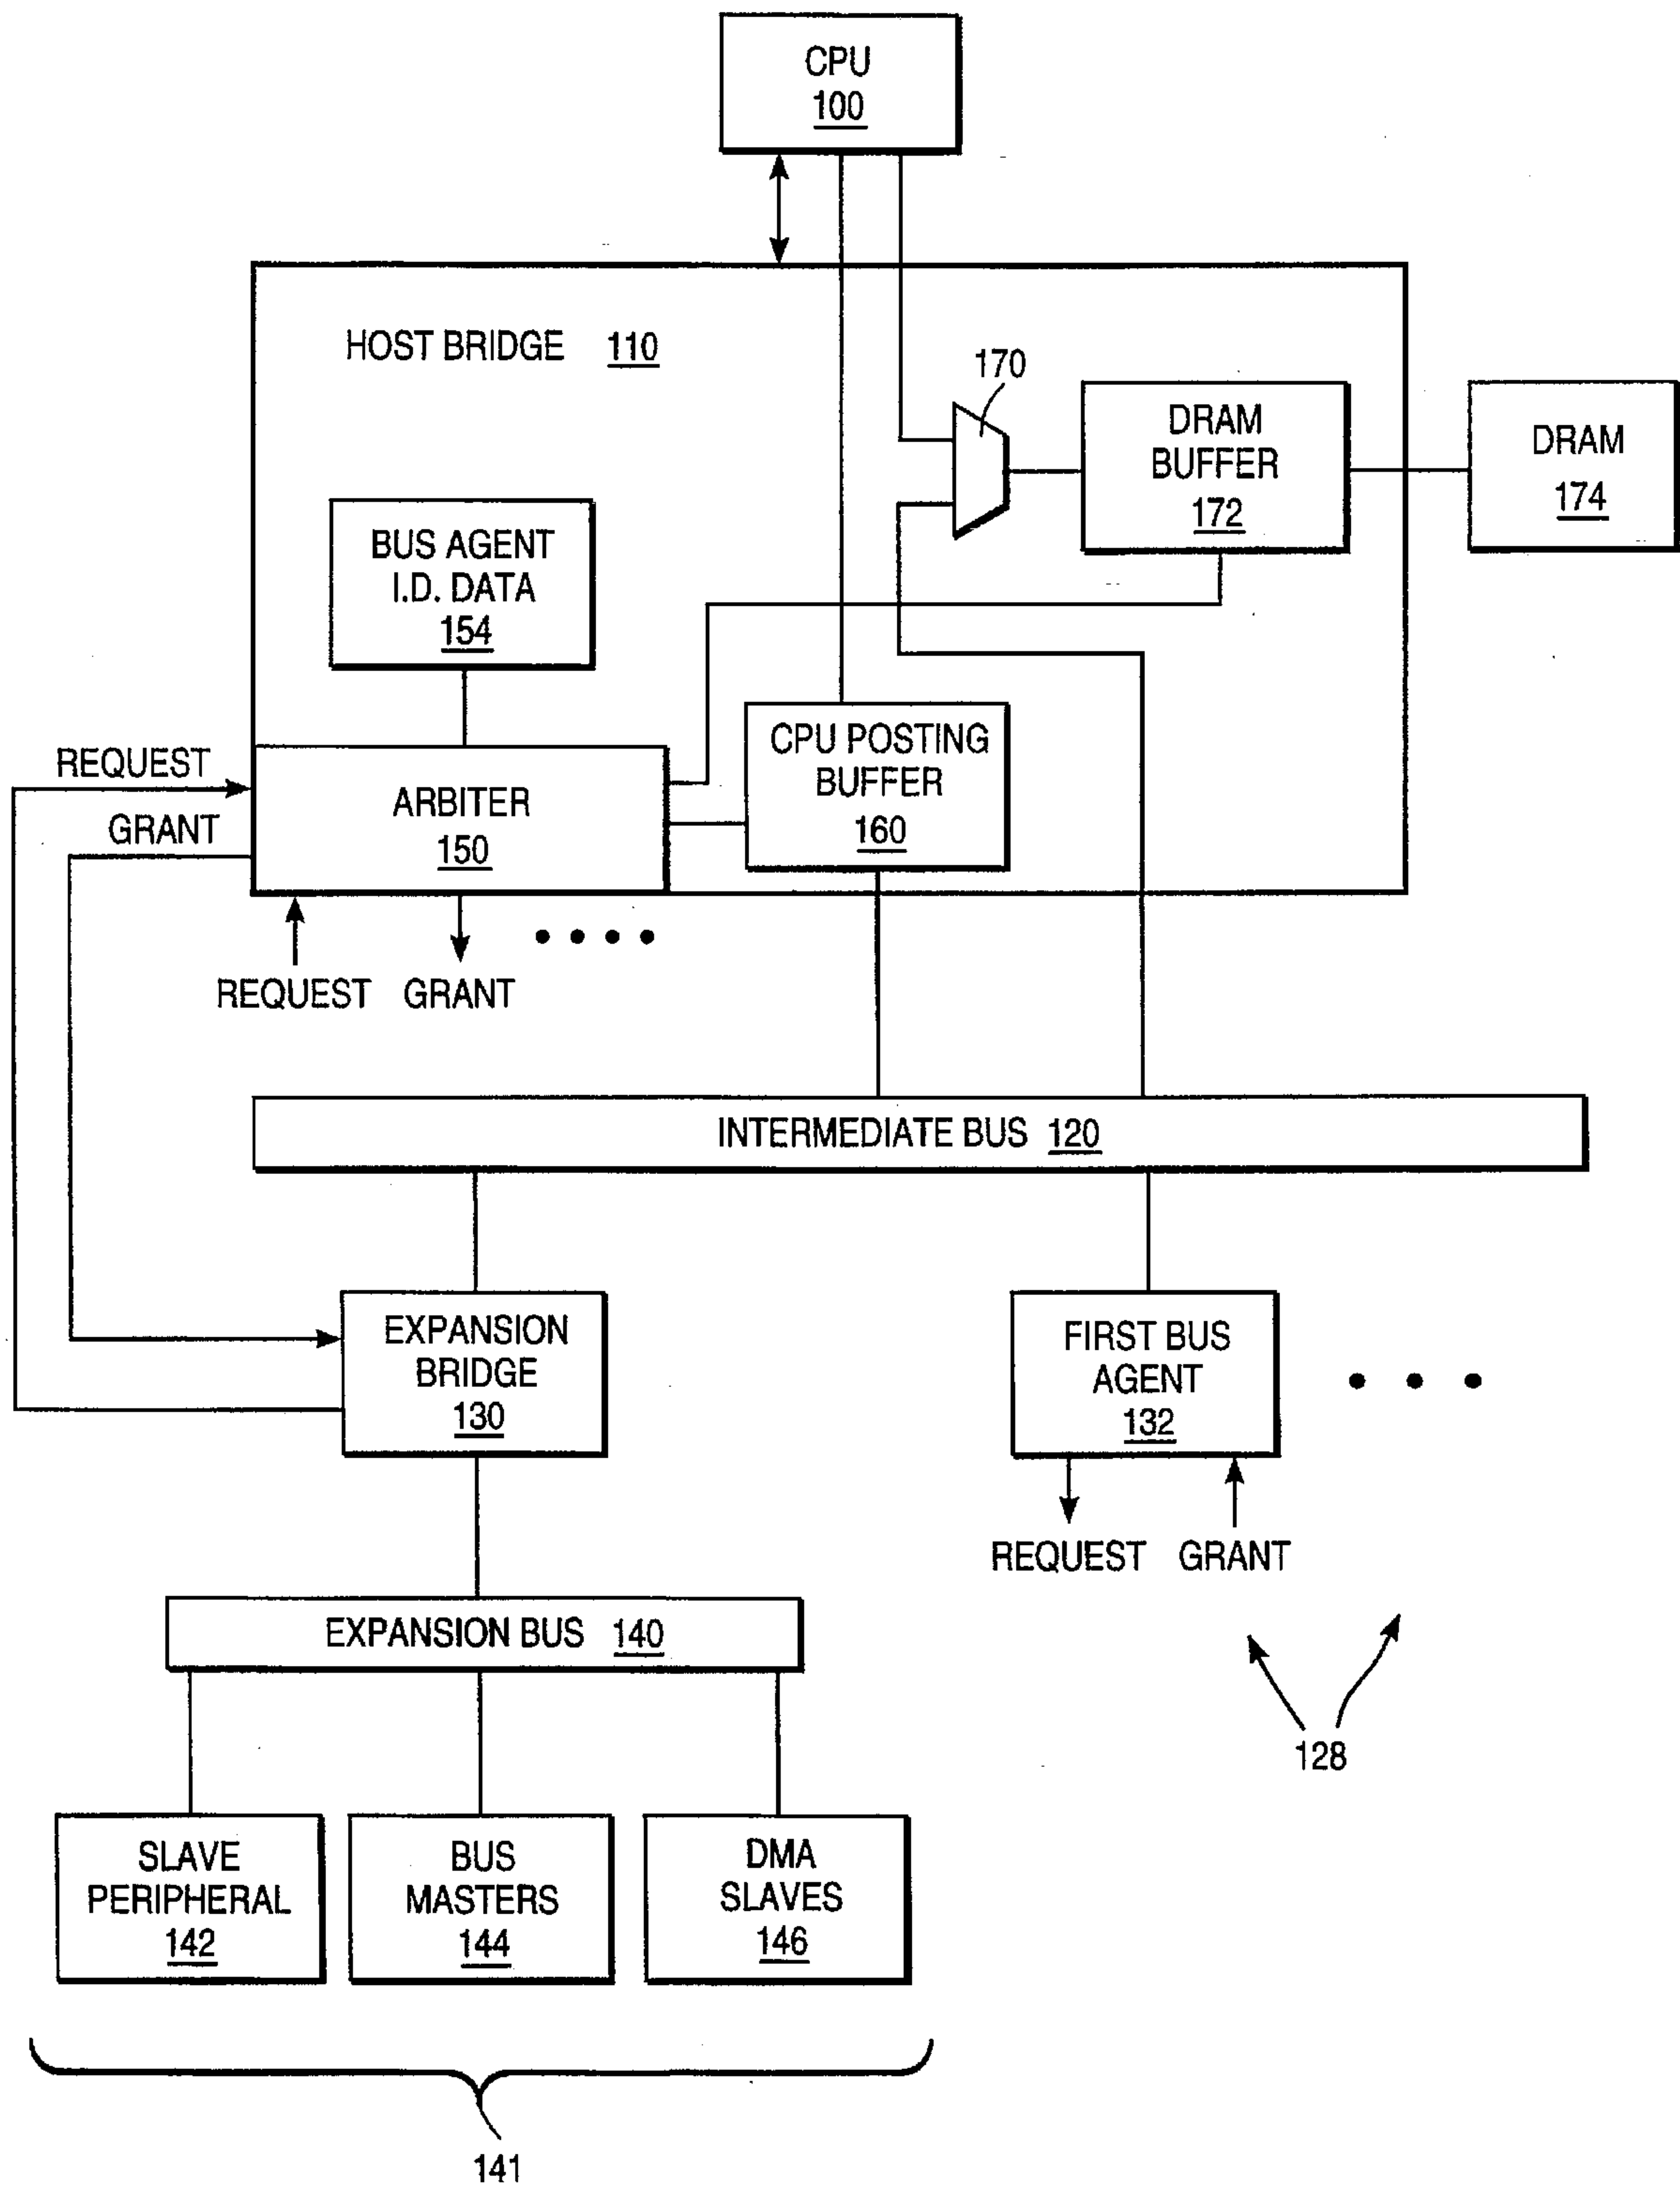 CPU
100
HOST BRIDGE 110
170
DRAM
BUFFER
172
DRAM
174
BUS AGENT
I.D. DATA
154
CPU POSTING
BUFFER
160
REQUEST
GRANT
ARBITER
150
REQUEST GRANT
INTERMEDIATE BUS 120
EXPANSION
BRIDGE
130
FIRST BUS
AGENT
132
REQUEST GRANT
EXPANSION BUS 140
128
SLAVE
PERIPHERAL
142
BUS
MASTERS
144
DMA
SLAVES
146
141